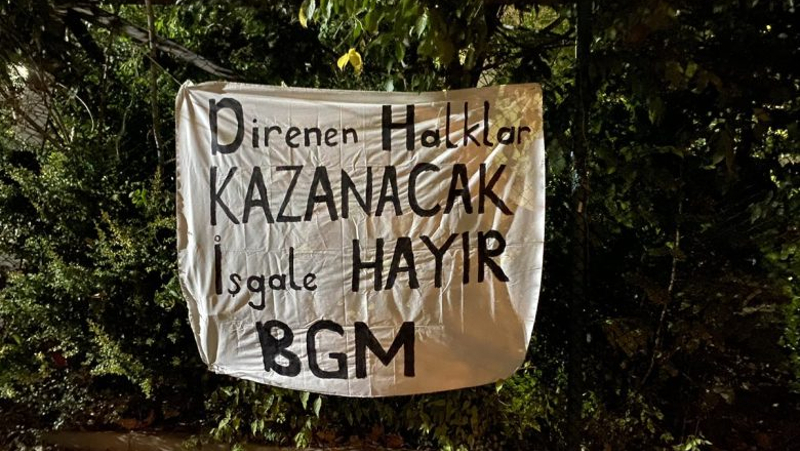 Direnen Halklar
KAZANACAK
İşgale HAYIR
BGM